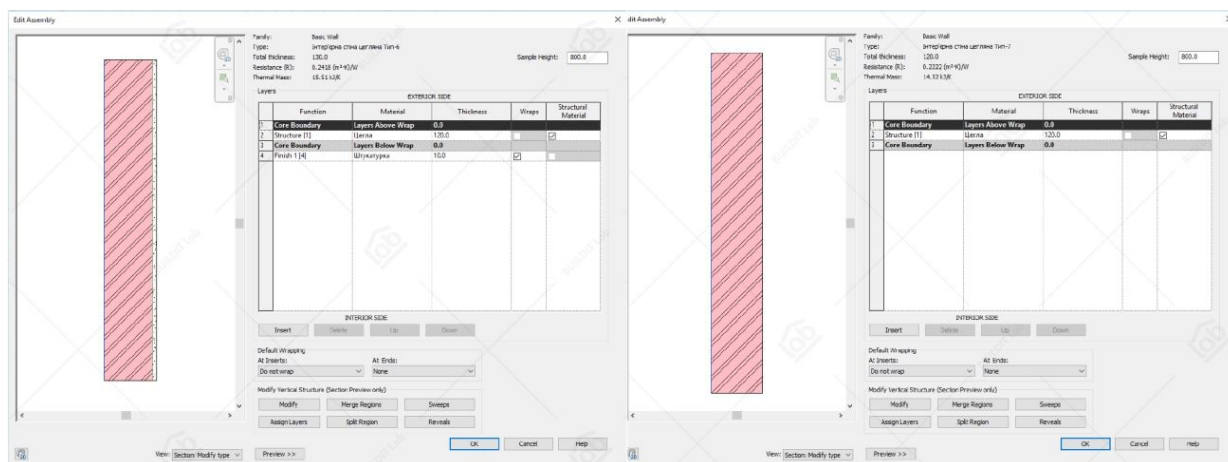 Edit Assembly
Family: Basic Wall
Type: Інтер'єрна стіна цегляна Тип-6
Total thickness: 130.0
Sample Height: 800.0
Resistance (R): 0.2418 (m²·K)/W
Thermal Mass: 15.51 kJ/K
Layers
EXTERIOR SIDE
Function Material Thickness Wraps Structural Material
1 Core Boundary Layers Above Wrap 0.0
2 Structure [1] Цегла 120.0
3 Core Boundary Layers Below Wrap 0.0
4 Finish 1 [4] Штукатурка 10.0
INTERIOR SIDE
Insert Delete Up Down
Default Wrapping
At Inserts: At Ends:
Do not wrap None
Modify Vertical Structure (Section Preview only)
Modify Merge Regions Sweeps
Assign Layers Split Region Reveals
OK Cancel Help
View: Section: Modify type Preview >>
dit Assembly
Family: Basic Wall
Type: Інтер'єрна стіна цегляна Тип-7
Total thickness: 120.0
Sample Height: 800.0
Resistance (R): 0.2222 (m²·K)/W
Thermal Mass: 14.32 kJ/K
Layers
EXTERIOR SIDE
Function Material Thickness Wraps Structural Material
1 Core Boundary Layers Above Wrap 0.0
2 Structure [1] Цегла 120.0
3 Core Boundary Layers Below Wrap 0.0
INTERIOR SIDE
Insert Delete Up Down
Default Wrapping
At Inserts: At Ends:
Do not wrap None
Modify Vertical Structure (Section Preview only)
Modify Merge Regions Sweeps
Assign Layers Split Region Reveals
OK Cancel Help
View: Section: Modify type Preview >>